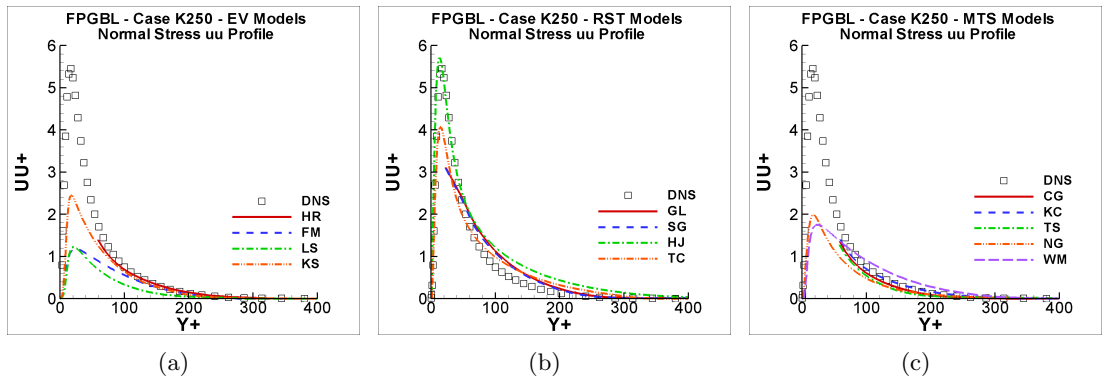 FPGBL - Case K250 - EV Models
Normal Stress uu Profile
6
5
4
3
2
1
0
UU+
DNS
HR
FM
LS
KS
0 100 200 300 400
Y+
(a)
FPGBL - Case K250 - RST Models
Normal Stress uu Profile
6
5
4
3
2
1
0
UU+
DNS
GL
SG
HJ
TC
0 100 200 300 400
Y+
(b)
FPGBL - Case K250 - MTS Models
Normal Stress uu Profile
6
5
4
3
2
1
0
UU+
DNS
CG
KC
TS
NG
WM
0 100 200 300 400
Y+
(c)